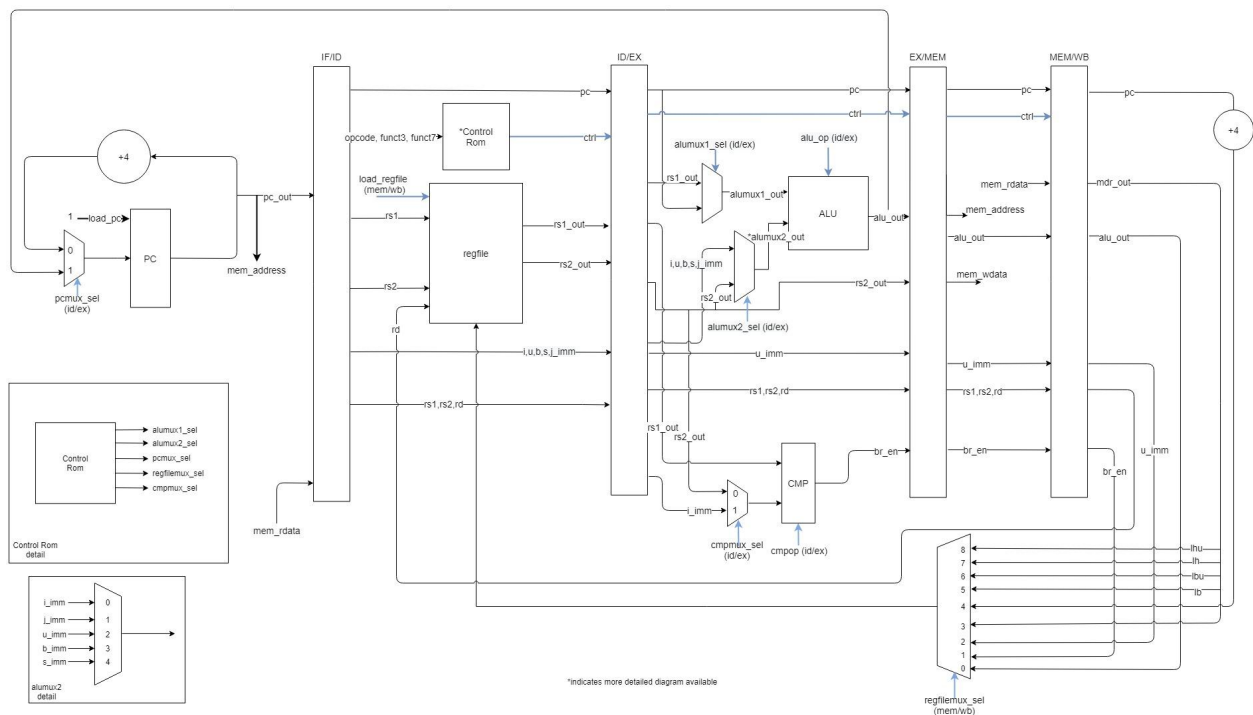 IF/ID
ID/EX
EX/MEM
MEM/WB
pc
pc
pc
pc
+4
+4
opcode, funct3, funct7
*Control
Rom
ctrl
ctrl
ctrl
alumux1_sel (id/ex)
alu_op (id/ex)
load_regfile
(mem/wb)
rs1_out
alumux1_out
ALU
alu_out
mem_rdata
mdr_out
mem_address
pc_out
rs1
rs1_out
1
load_pc
PC
0
1
pcmux_sel
(id/ex)
mem_address
regfile
rs2_out
*alumux2_out
i,u,b,s,j_imm
rs2_out
alu_out
alu_out
mem_wdata
rs2_out
rs2
rd
alumux2_sel (id/ex)
i,u,b,s,j_imm
u_imm
u_imm
rs1,rs2,rd
rs1,rs2,rd
rs1,rs2,rd
rs1_out
rs2_out
br_en
br_en
br_en
u_imm
CMP
0
1
i_imm
cmpmux_sel
(id/ex)
cmpop (id/ex)
mem_rdata
Control
Rom
alumux1_sel
alumux2_sel
pcmux_sel
regfilemux_sel
cmpmux_sel
Control Rom
detail
i_imm
j_imm
u_imm
b_imm
s_imm
0
1
2
3
4
alumux2
detail
8
7
6
5
4
3
2
1
0
lhu
lh
lbu
lb
regfilemux_sel
(mem/wb)
*indicates more detailed diagram available